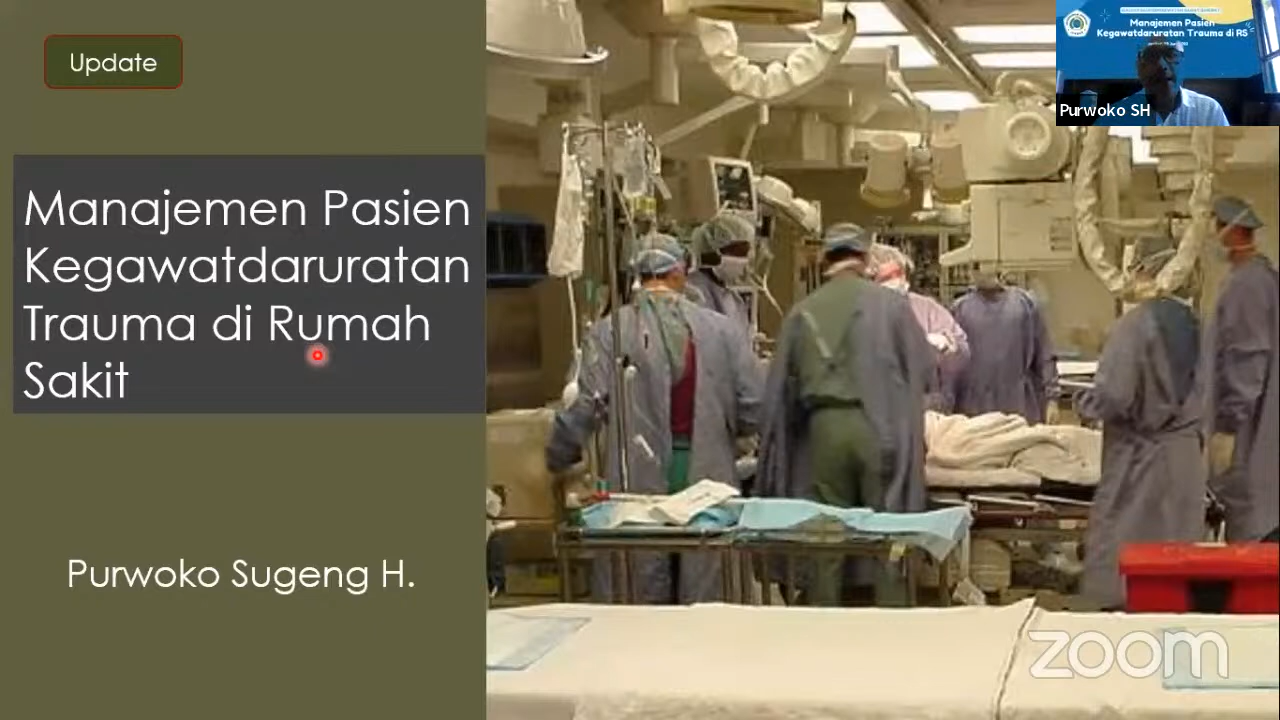 Update
Manajemen Pasien
Kegawatdaruratan
Trauma di Rumah
Sakit
Purwoko Sugeng H.
Manajemen Pasien
Kegawatdaruratan Trauma di RS
Purwoko SH
zoom